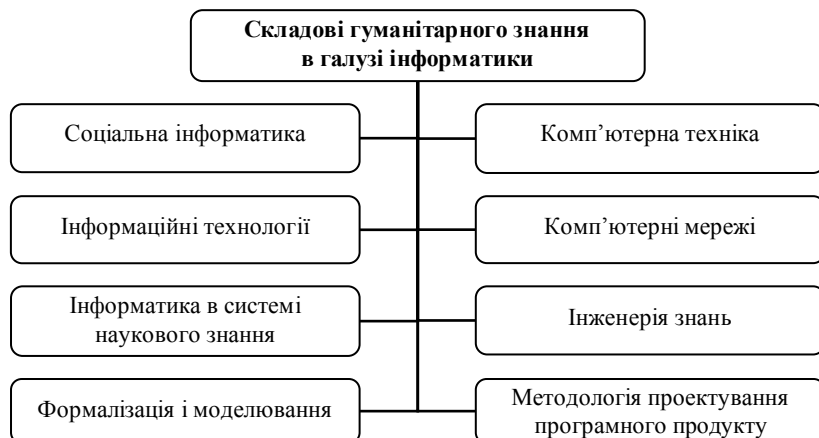 Складові гуманітарного знання
в галузі інформатики
Соціальна інформатика
Комп’ютерна техніка
Інформаційні технології
Комп’ютерні мережі
Інформатика в системі
наукового знання
Інженерія знань
Формалізація і моделювання
Методологія проектування
програмного продукту